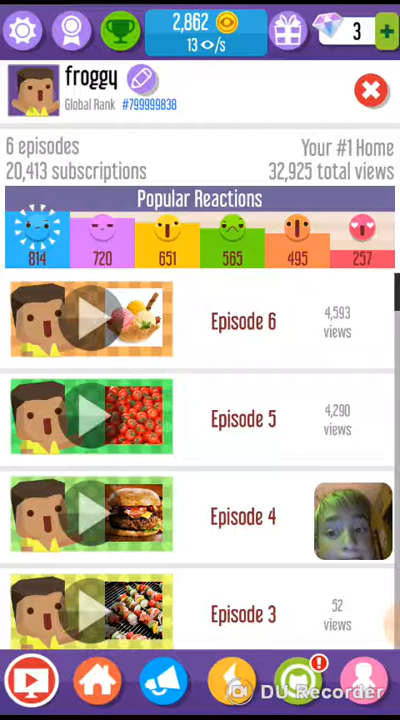 2,862
13 /s
3
froggy
Global Rank #799999838
6 episodes
Your #1 Home
20,413 subscriptions
32,925 total views
Popular Reactions
814 720 651 565 495 257
Episode 6
4,593
views
Episode 5
4,290
views
Episode 4
Episode 3
52
views
!
DU Recorder